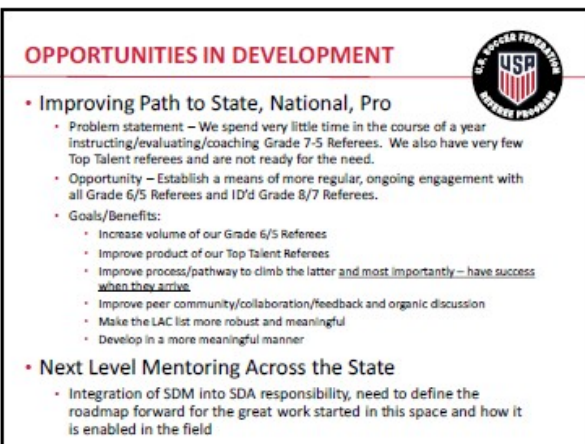 OPPORTUNITIES IN DEVELOPMENT
U.S. SOCCER FEDERATION
USA
REFEREE PROGRAM
• Improving Path to State, National, Pro
• Problem statement – We spend very little time in the course of a year
instructing/evaluating/coaching Grade 7-5 Referees. We also have very few
Top Talent referees and are not ready for the need.
• Opportunity – Establish a means of more regular, ongoing engagement with
all Grade 6/5 Referees and ID'd Grade 8/7 Referees.
• Goals/Benefits:
• Increase volume of our Grade 6/5 Referees
• Improve product of our Top Talent Referees
• Improve process/pathway to climb the latter and most importantly – have success
when they arrive
• Improve peer community/collaboration/feedback and organic discussion
• Make the LAC list more robust and meaningful
• Develop in a more meaningful manner
• Next Level Mentoring Across the State
• Integration of SDM into SDA responsibility, need to define the
roadmap forward for the great work started in this space and how it
is enabled in the field